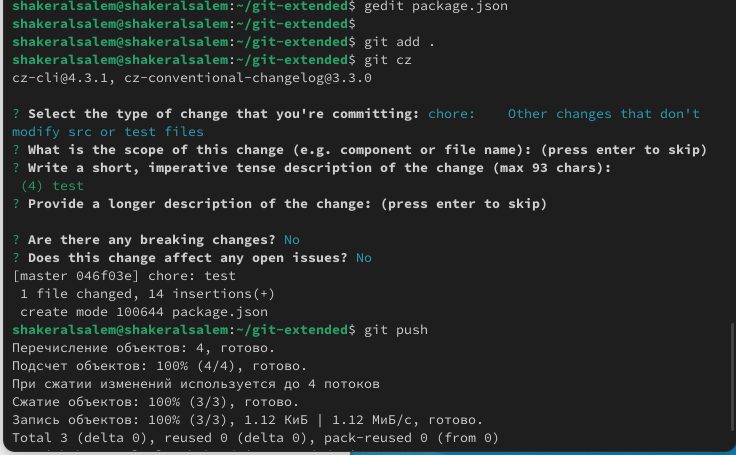 shakeralsalem@shakeralsalem:~/git-extended$ gedit package.json
shakeralsalem@shakeralsalem:~/git-extended$
shakeralsalem@shakeralsalem:~/git-extended$ git add .
shakeralsalem@shakeralsalem:~/git-extended$ git cz
cz-cli@4.3.1, cz-conventional-changelog@3.3.0
? Select the type of change that you're committing: chore:    Other changes that don't
modify src or test files
? What is the scope of this change (e.g. component or file name): (press enter to skip)
? Write a short, imperative tense description of the change (max 93 chars):
 (4) test
? Provide a longer description of the change: (press enter to skip)
? Are there any breaking changes? No
? Does this change affect any open issues? No
[master 046f03e] chore: test
 1 file changed, 14 insertions(+)
 create mode 100644 package.json
shakeralsalem@shakeralsalem:~/git-extended$ git push
Перечисление объектов: 4, готово.
Подсчет объектов: 100% (4/4), готово.
При сжатии изменений используется до 4 потоков
Сжатие объектов: 100% (3/3), готово.
Запись объектов: 100% (3/3), 1.12 КиБ | 1.12 МиБ/с, готово.
Total 3 (delta 0), reused 0 (delta 0), pack-reused 0 (from 0)